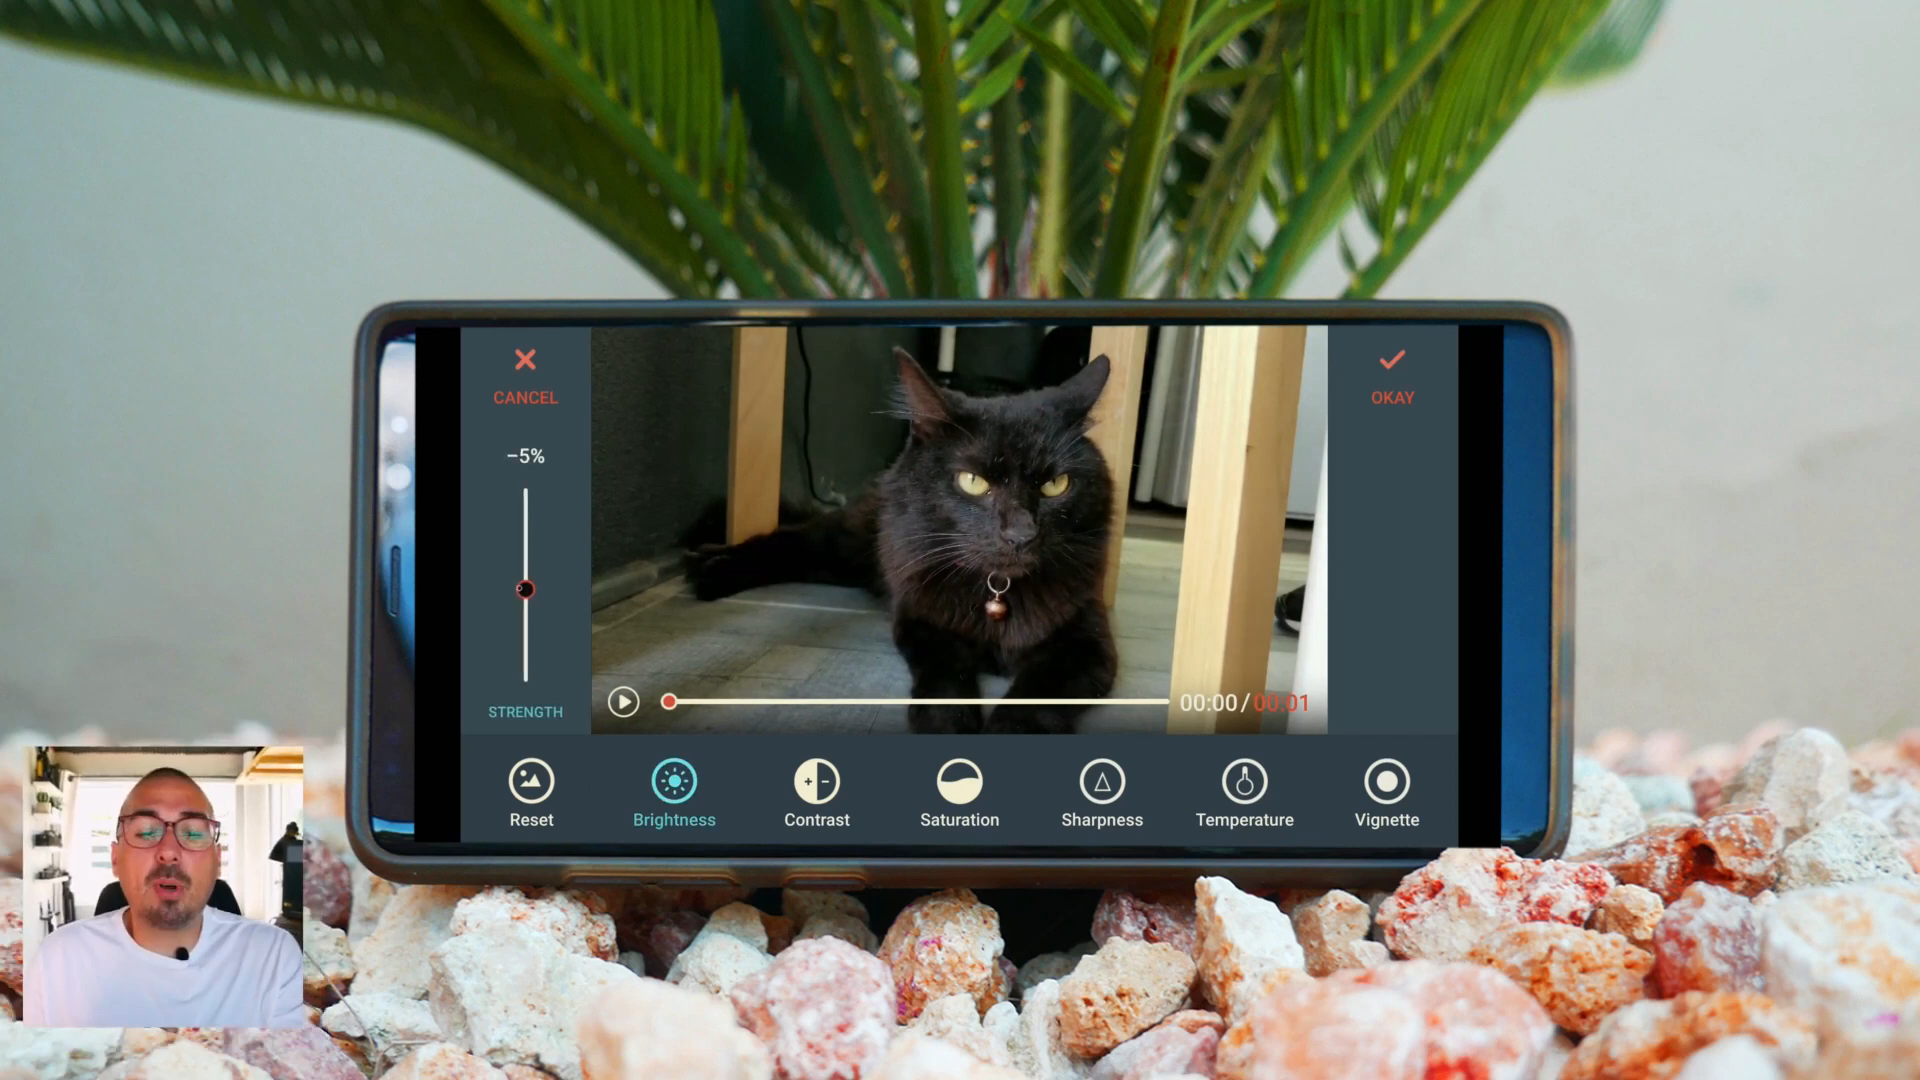 CANCEL
OKAY
−5%
STRENGTH
00:00/00:01
Reset
Brightness
Contrast
Saturation
Sharpness
Temperature
Vignette